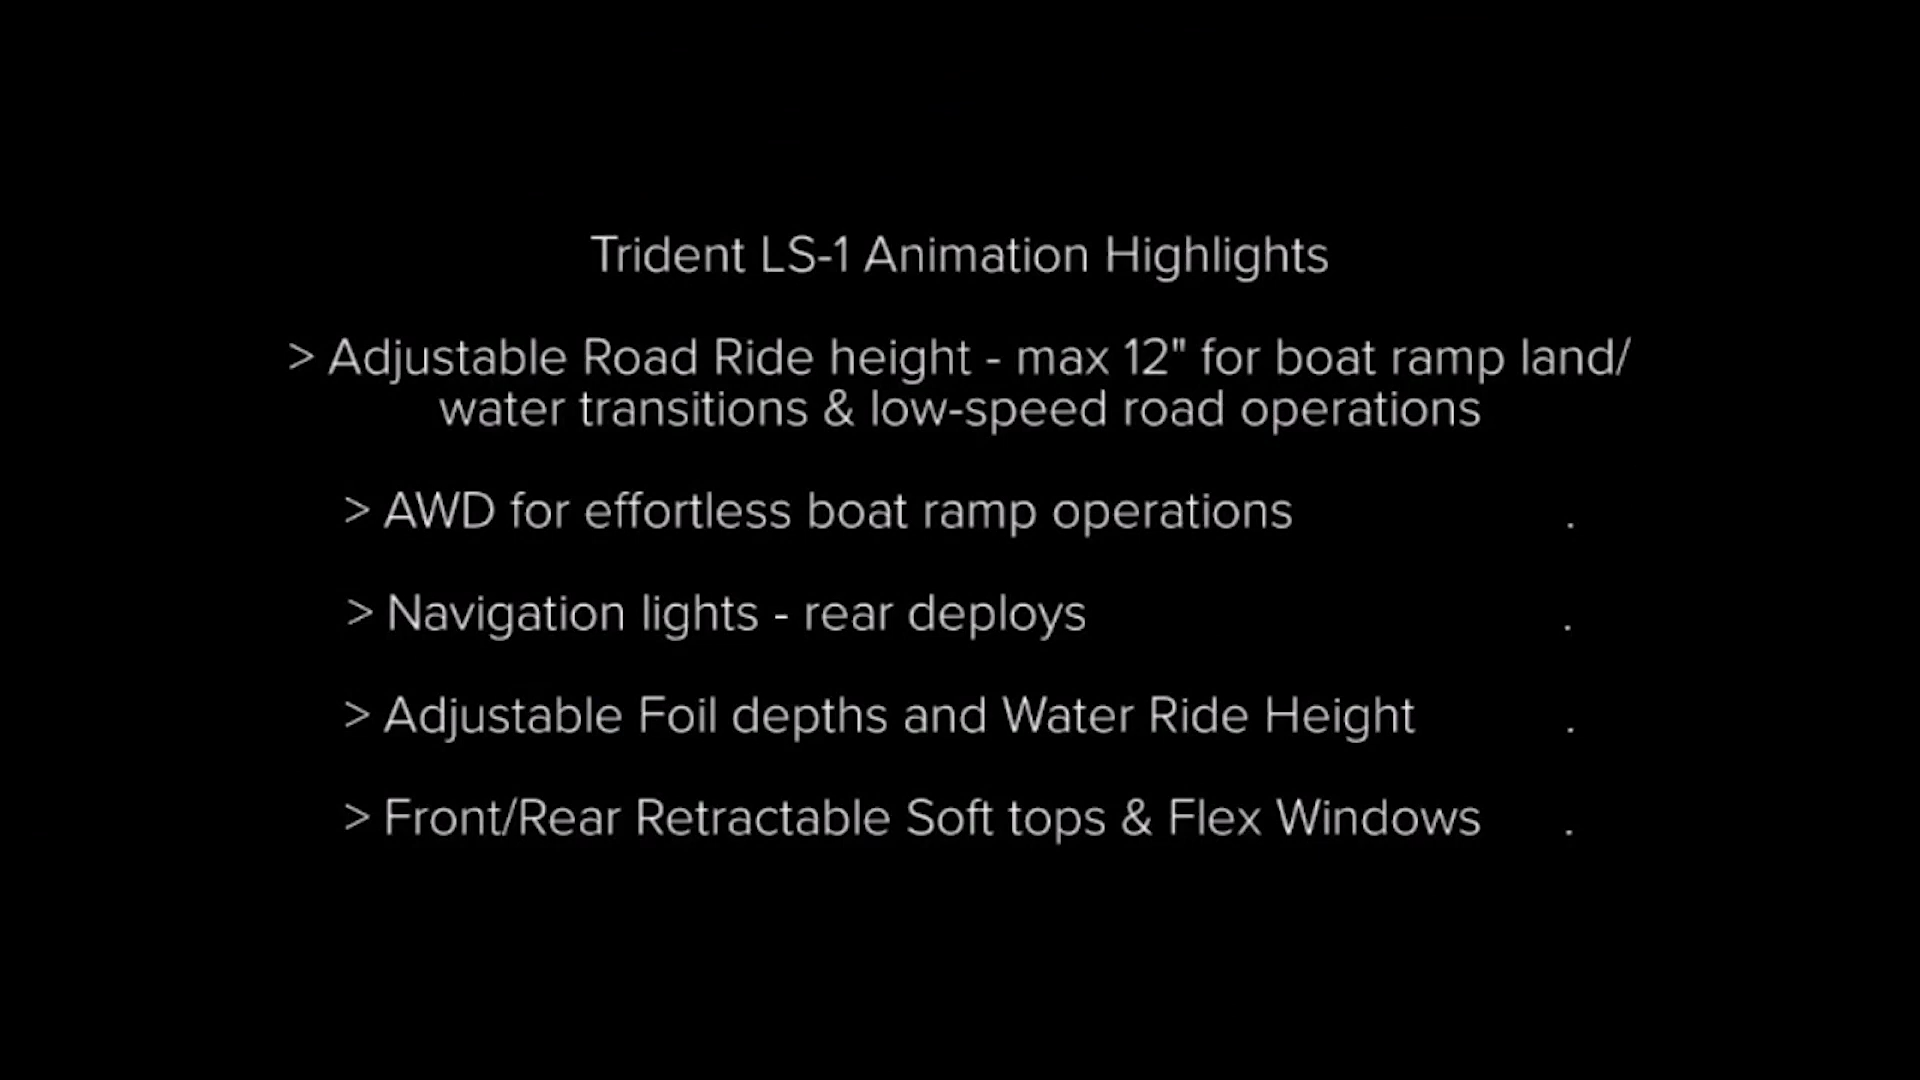 Trident LS-1 Animation Highlights
> Adjustable Road Ride height - max 12" for boat ramp land/
water transitions & low-speed road operations
> AWD for effortless boat ramp operations .
> Navigation lights - rear deploys .
> Adjustable Foil depths and Water Ride Height .
> Front/Rear Retractable Soft tops & Flex Windows .